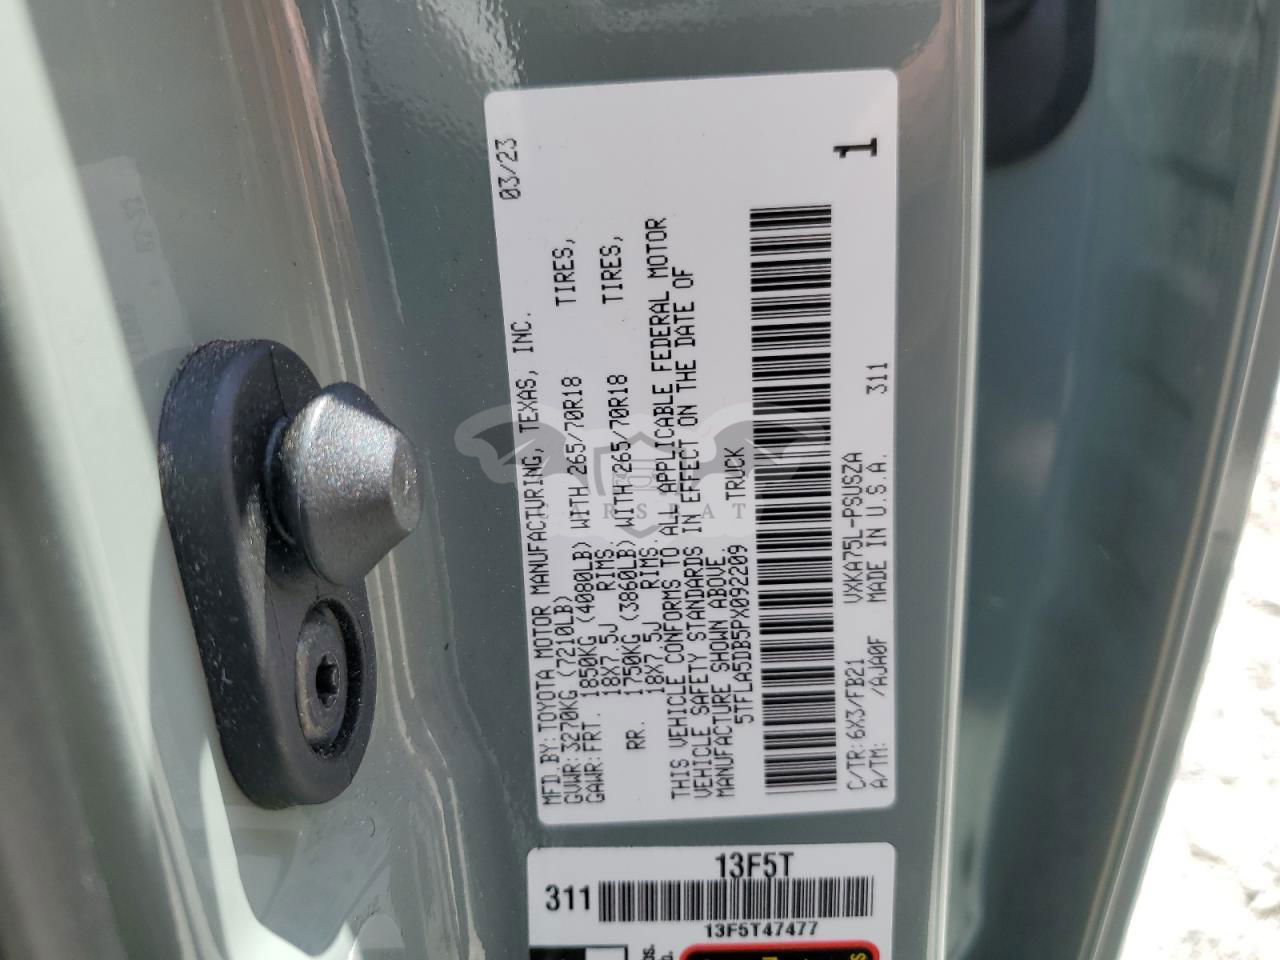 MFD. BY: TOYOTA MOTOR MANUFACTURING, TEXAS, INC. 03/23
GVWR: 3270KG (7210LB)
GAWR: FRT. 1850KG (4080LB) WITH 265/70R18 TIRES,
18X7.5J RIMS.
RR. 1750KG (3860LB) WITH 265/70R18 TIRES,
18X7.5J RIMS.
THIS VEHICLE CONFORMS TO ALL APPLICABLE FEDERAL MOTOR
VEHICLE SAFETY STANDARDS IN EFFECT ON THE DATE OF
MANUFACTURE SHOWN ABOVE.
5TFLA5DB5PX092209 TRUCK
C/TR: 6X3/FB21 VXKA75L-PSUSZA 311 1
A/TM: /AJA0F MADE IN U.S.A.
13F5T
311
13F5T47477